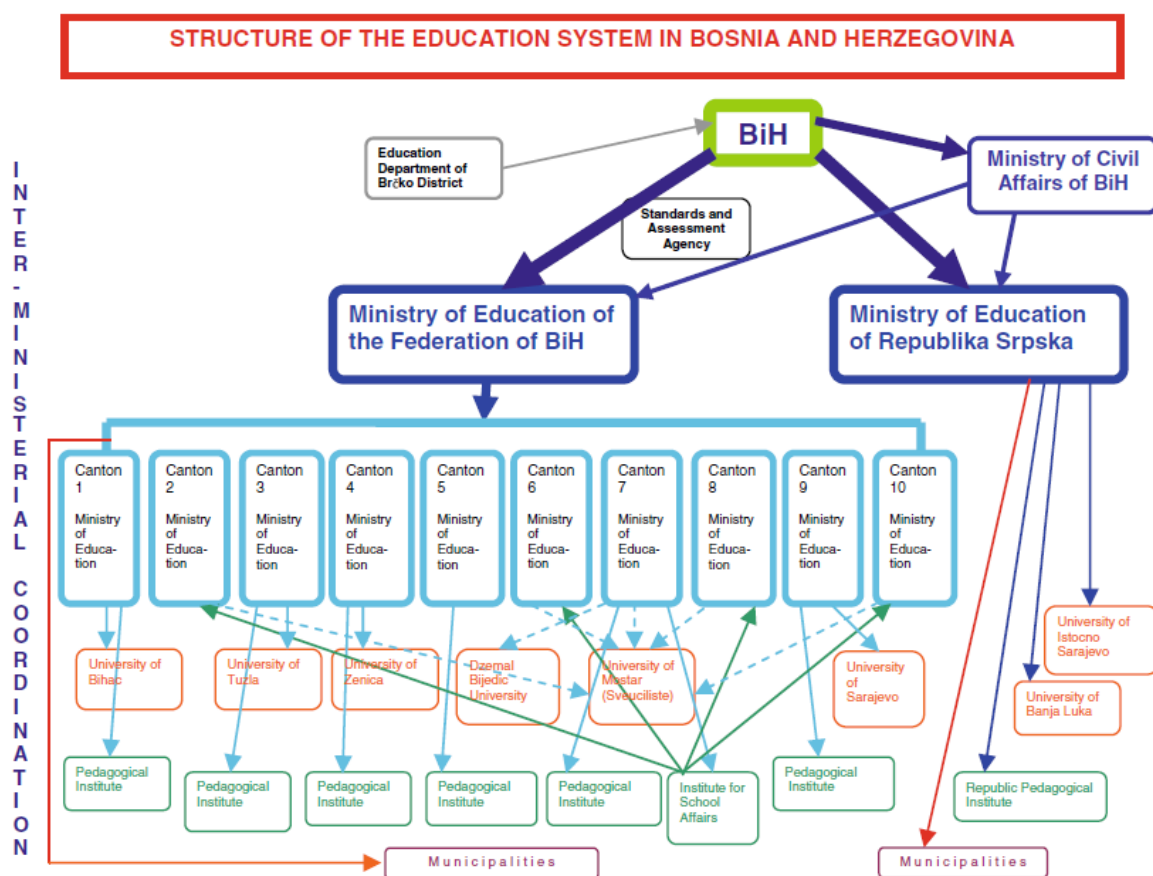 STRUCTURE OF THE EDUCATION SYSTEM IN BOSNIA AND HERZEGOVINA
INTER-MINISTERIAL COORDINATION
BiH
Education
Department of
Brčko District
Ministry of Civil
Affairs of BiH
Standards and
Assessment
Agency
Ministry of Education of
the Federation of BiH
Ministry of Education
of Republika Srpska
Canton
1
Ministry
of
Educa-
tion
Canton
2
Ministry
of
Educa-
tion
Canton
3
Ministry
of
Educa-
tion
Canton
4
Ministry
of
Educa-
tion
Canton
5
Ministry
of
Educa-
tion
Canton
6
Ministry
of
Educa-
tion
Canton
7
Ministry
of
Educa-
tion
Canton
8
Ministry
of
Educa-
tion
Canton
9
Ministry
of
Educa-
tion
Canton
10
Ministry
of
Educa-
tion
University of
Bihac
University of
Tuzla
University of
Zenica
Dzemal
Bijedic
University
University of
Mostar
(Sveuciliste)
University
of
Sarajevo
University of
Istocno
Sarajevo
University of
Banja Luka
Pedagogical
Institute
Pedagogical
Institute
Pedagogical
Institute
Pedagogical
Institute
Pedagogical
Institute
Institute for
School
Affairs
Pedagogical
Institute
Republic Pedagogical
Institute
Municipalities
Municipalities